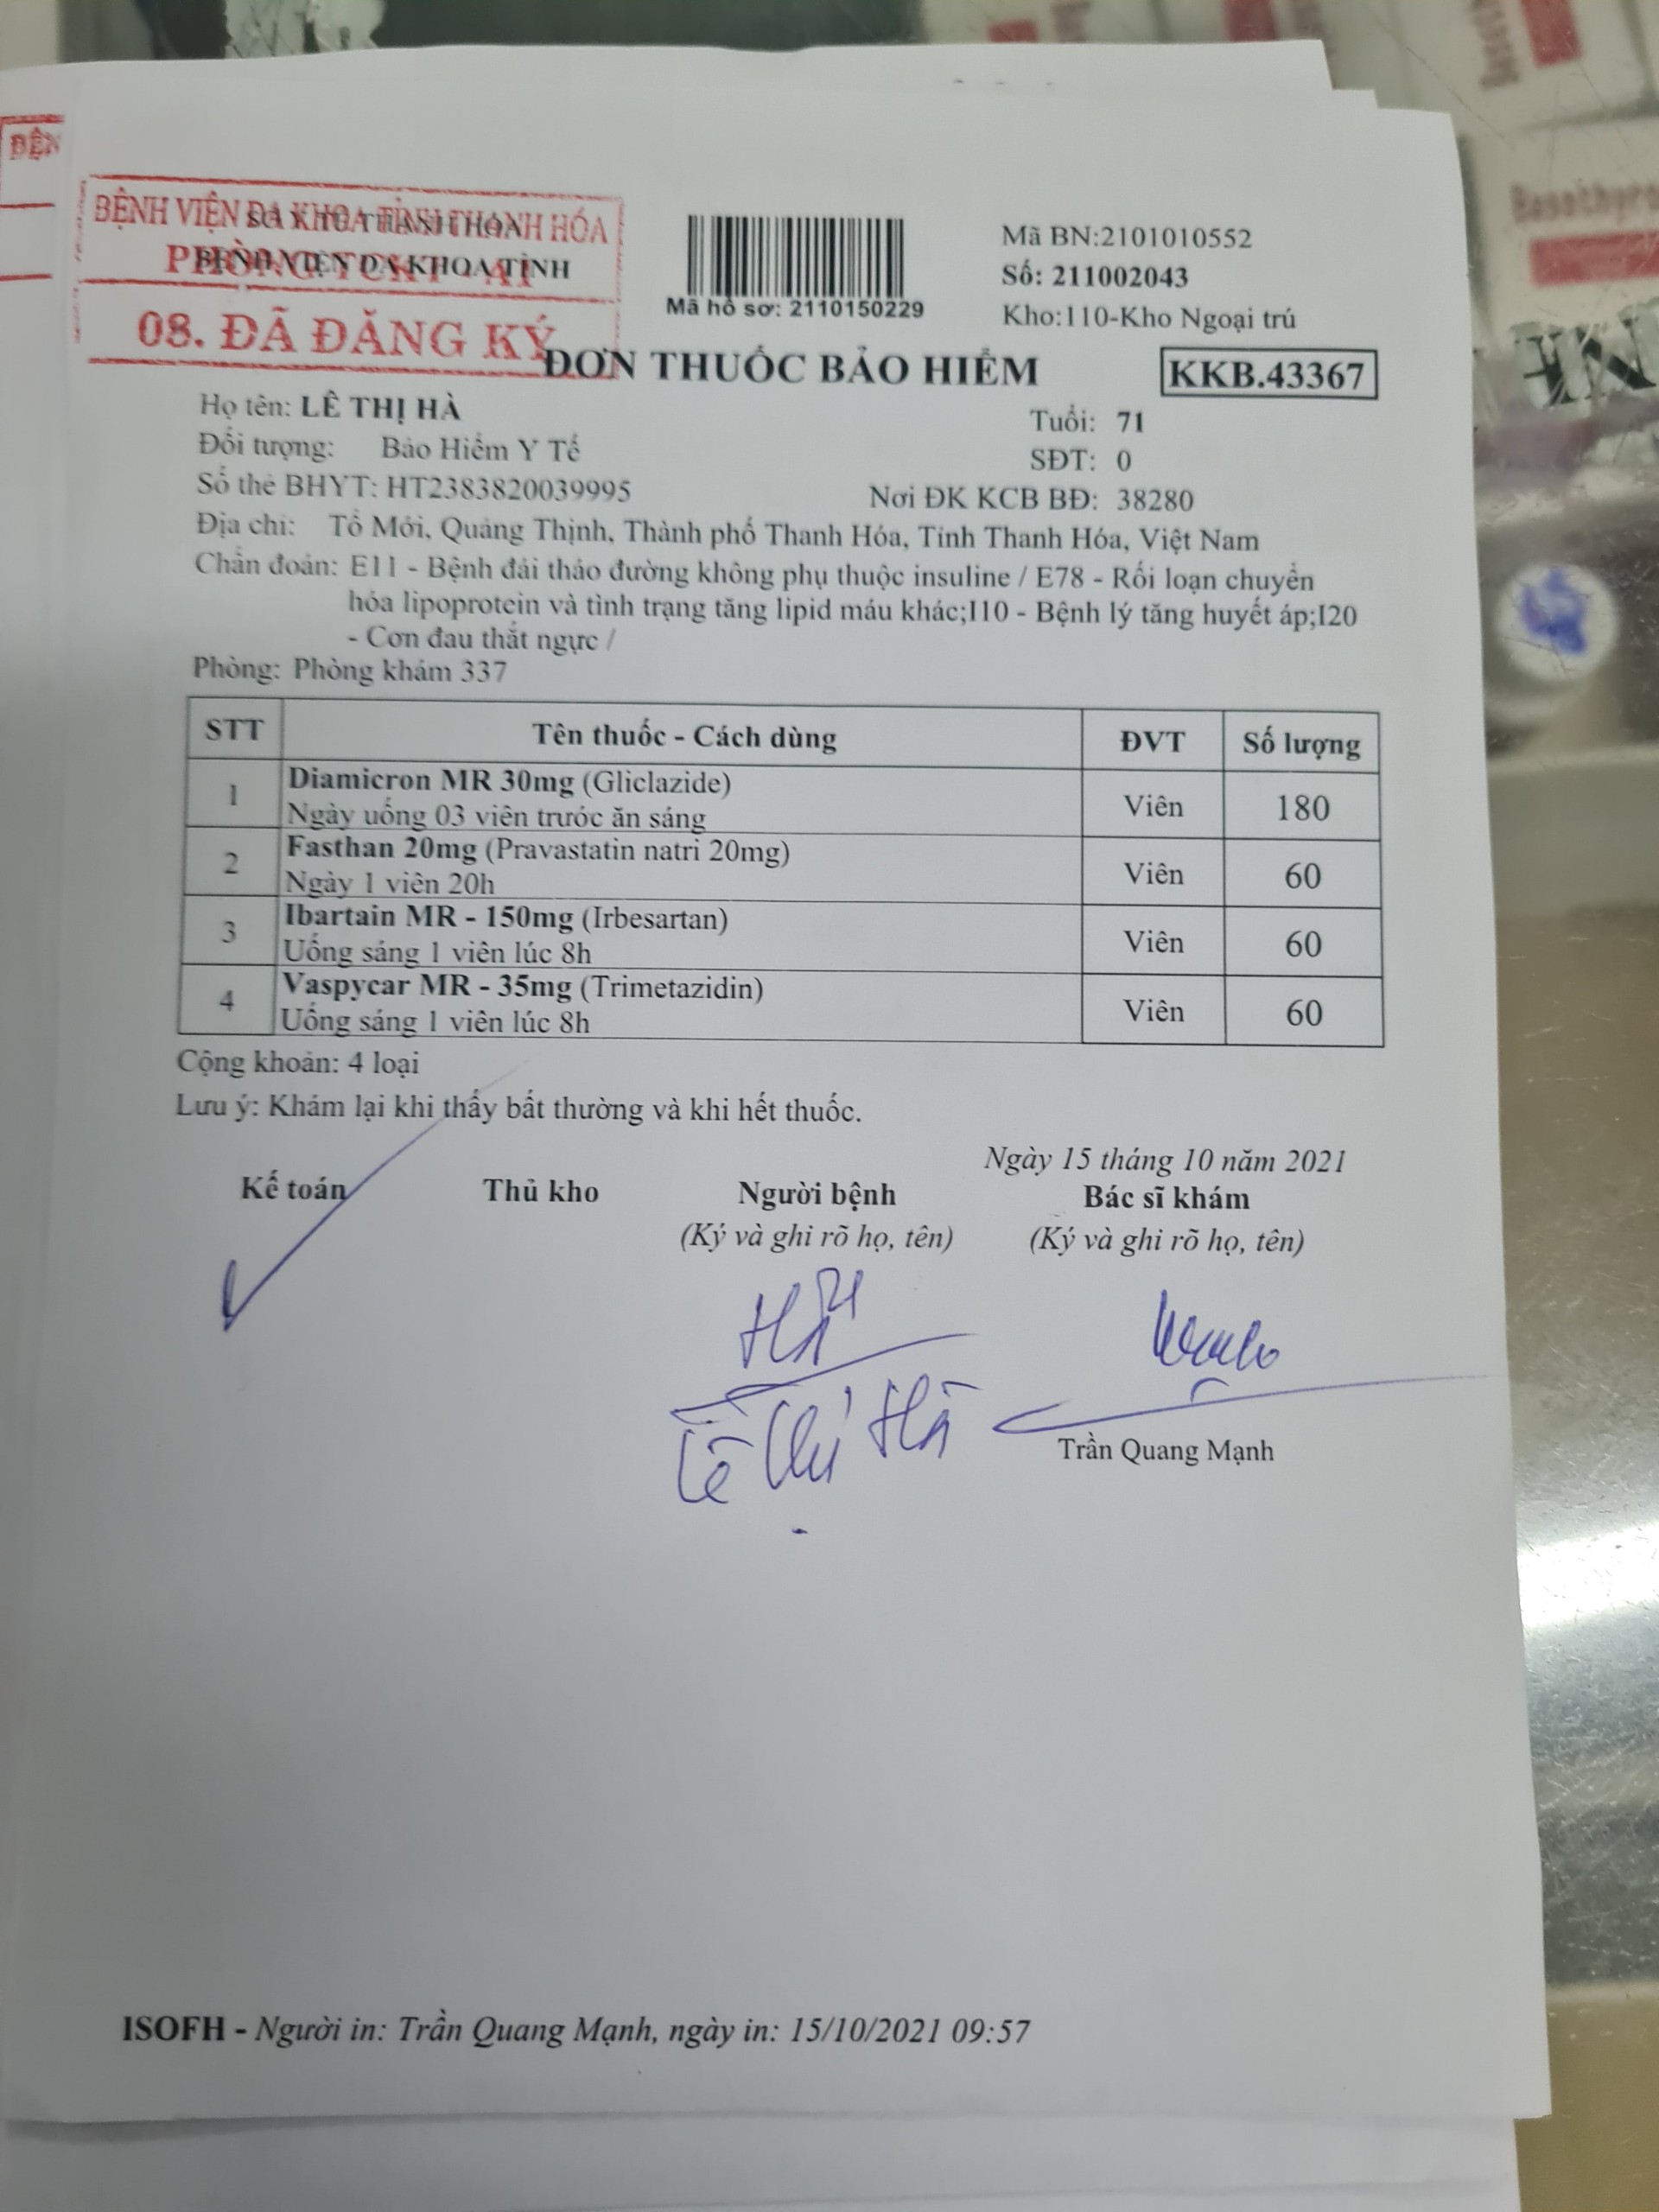 BỆNH VIỆN ĐA KHOA TỈNH THANH HÓA
SỞ Y TẾ THANH HÓA
BỆNH VIỆN ĐA KHOA TỈNH
08. ĐÃ ĐĂNG KÝ
BỆN
Mã hồ sơ: 2110150229
Mã BN:2101010552
Số: 211002043
Kho:110-Kho Ngoại trú
ĐƠN THUỐC BẢO HIỂM
KKB.43367
Họ tên: LÊ THỊ HÀ
Tuổi: 71
Đối tượng: Bảo Hiểm Y Tế
SĐT: 0
Số thẻ BHYT: HT2383820039995
Nơi ĐK KCB BĐ: 38280
Địa chỉ: Tổ Mới, Quảng Thịnh, Thành phố Thanh Hóa, Tỉnh Thanh Hóa, Việt Nam
Chẩn đoán: E11 - Bệnh đái tháo đường không phụ thuộc insuline / E78 - Rối loạn chuyển
hóa lipoprotein và tình trạng tăng lipid máu khác;I10 - Bệnh lý tăng huyết áp;I20
- Cơn đau thắt ngực /
Phòng: Phòng khám 337
STT Tên thuốc - Cách dùng ĐVT Số lượng
1 Diamicron MR 30mg (Gliclazide) Viên 180
Ngày uống 03 viên trước ăn sáng
2 Fasthan 20mg (Pravastatin natri 20mg) Viên 60
Ngày 1 viên 20h
3 Ibartain MR - 150mg (Irbesartan) Viên 60
Uống sáng 1 viên lúc 8h
4 Vaspycar MR - 35mg (Trimetazidin) Viên 60
Uống sáng 1 viên lúc 8h
Cộng khoản: 4 loại
Lưu ý: Khám lại khi thấy bất thường và khi hết thuốc.
Ngày 15 tháng 10 năm 2021
Kế toán Thủ kho Người bệnh Bác sĩ khám
(Ký và ghi rõ họ, tên) (Ký và ghi rõ họ, tên)
Lê Thị Hà
Trần Quang Mạnh
ISOFH - Người in: Trần Quang Mạnh, ngày in: 15/10/2021 09:57